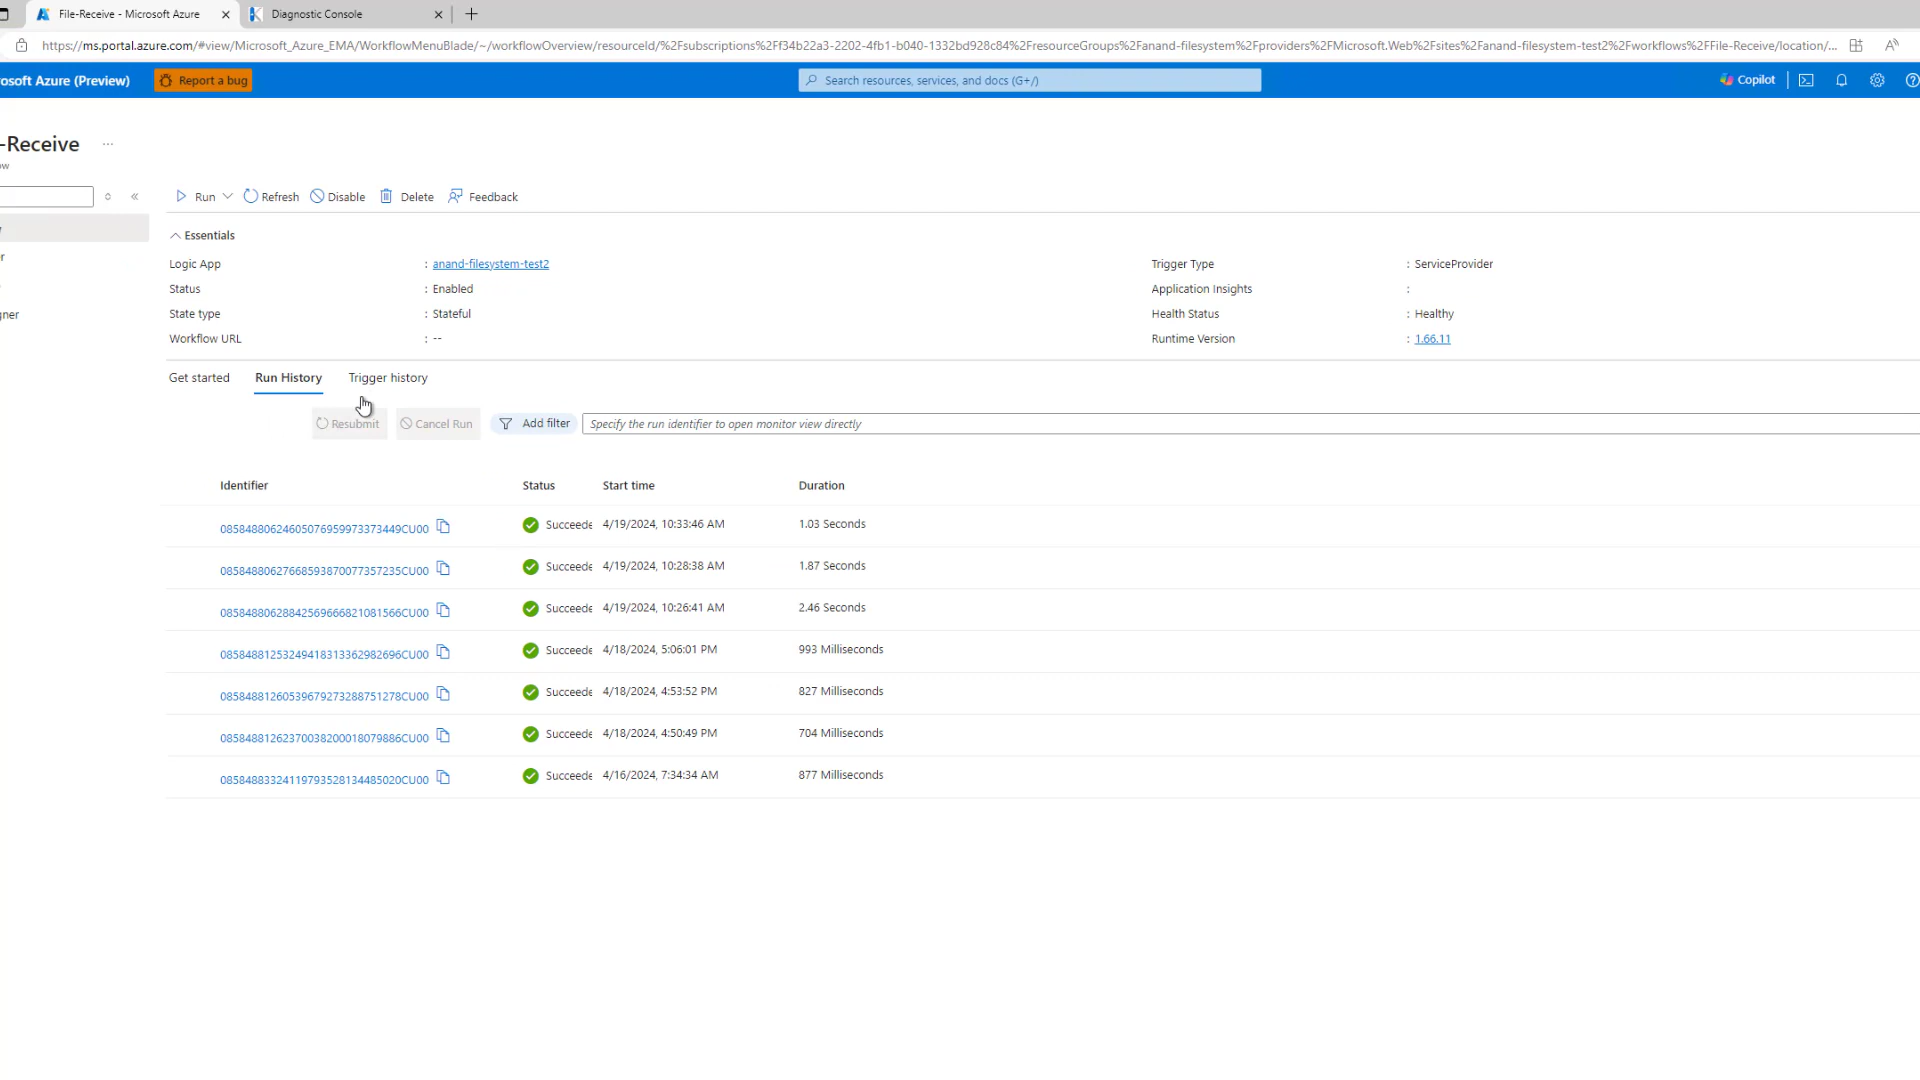 File-Receive - Microsoft Azure
Diagnostic Console
https://ms.portal.azure.com/#view/Microsoft_Azure_EMA/WorkflowMenuBlade/~/workflowOverview/resourceId/%2Fsubscriptions%2Ff34b22a3-2202-4fb1-b040-1332bd928c84%2FresourceGroups%2Fanand-filesystem%2Fproviders%2FMicrosoft.Web%2Fsites%2Fanand-filesystem-test2%2Fworkflows%2FFile-Receive/location/...
osoft Azure (Preview)
Report a bug
Search resources, services, and docs (G+/)
Copilot
-Receive ...
ow
Run
Refresh
Disable
Delete
Feedback
r
gner
Essentials
Logic App : anand-filesystem-test2
Status : Enabled
State type : Stateful
Workflow URL : --
Trigger Type : ServiceProvider
Application Insights :
Health Status : Healthy
Runtime Version : 1.66.11
Get started
Run History
Trigger history
Resubmit
Cancel Run
Add filter
Specify the run identifier to open monitor view directly
Identifier Status Start time Duration
08584880624605076959973373449CU00 Succeede 4/19/2024, 10:33:46 AM 1.03 Seconds
08584880627668593870077357235CU00 Succeede 4/19/2024, 10:28:38 AM 1.87 Seconds
08584880628842569666821081566CU00 Succeede 4/19/2024, 10:26:41 AM 2.46 Seconds
08584881253249418313362982696CU00 Succeede 4/18/2024, 5:06:01 PM 993 Milliseconds
08584881260539679273288751278CU00 Succeede 4/18/2024, 4:53:52 PM 827 Milliseconds
08584881262370038200018079886CU00 Succeede 4/18/2024, 4:50:49 PM 704 Milliseconds
08584883324119793528134485020CU00 Succeede 4/16/2024, 7:34:34 AM 877 Milliseconds